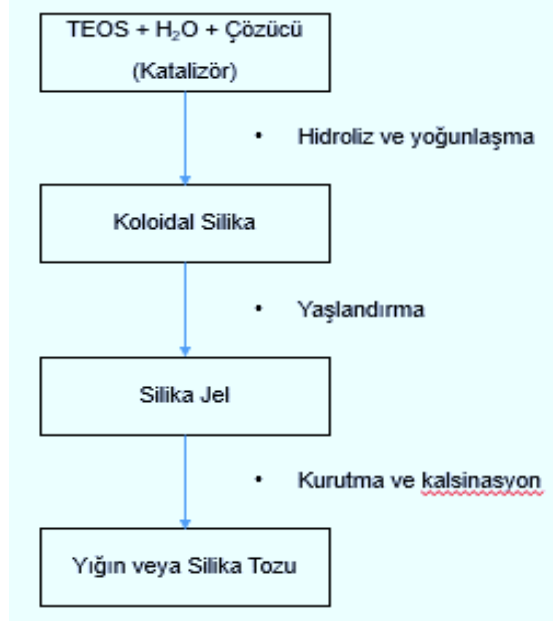 TEOS + H₂O + Çözücü
(Katalizör)
• Hidroliz ve yoğunlaşma
Koloidal Silika
• Yaşlandırma
Silika Jel
• Kurutma ve kalsinasyon
Yığın veya Silika Tozu